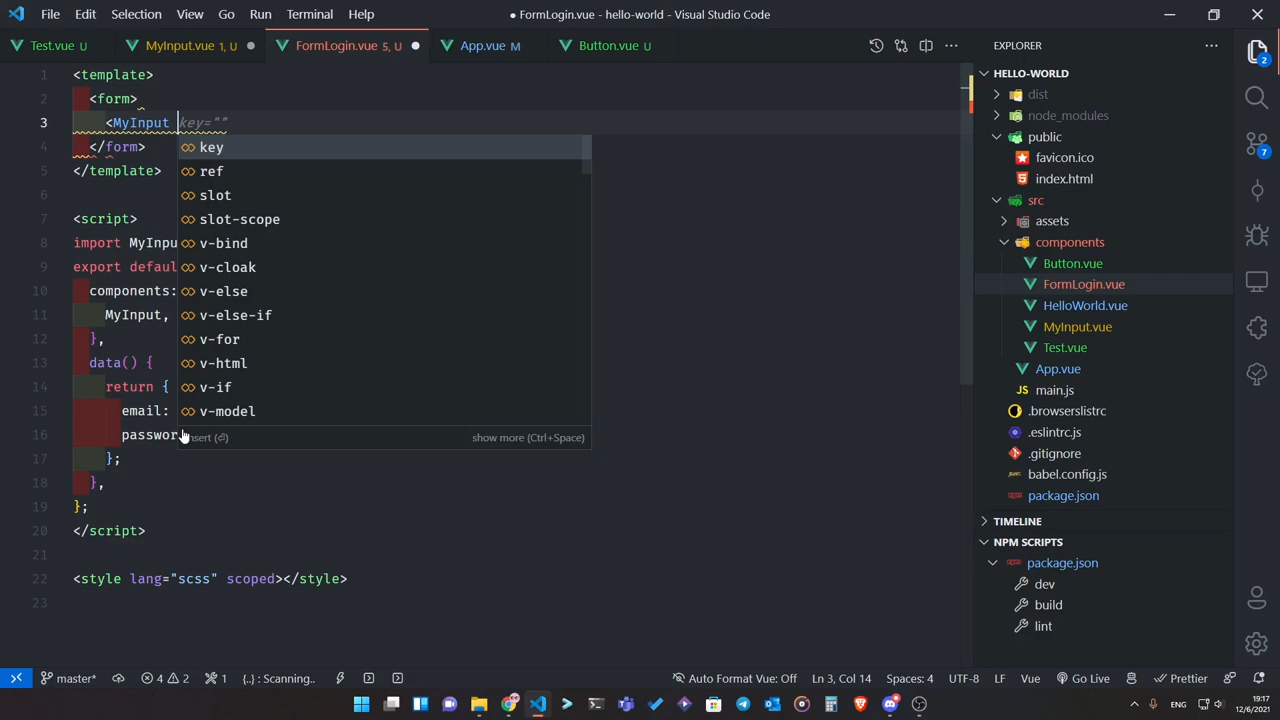 File Edit Selection View Go Run Terminal Help
● FormLogin.vue - hello-world - Visual Studio Code
Test.vue U
MyInput.vue 1, U
FormLogin.vue 5, U
App.vue M
Button.vue U
EXPLORER
1 <template>
2 <form>
3 <MyInput key=""
4 </form>
5 </template>
6
7 <script>
8 import MyInpu
9 export defaul
10 components:
11 MyInput,
12 },
13 data() {
14 return {
15 email:
16 passwor
17 };
18 },
19 };
20 </script>
21
22 <style lang="scss" scoped></style>
23
key
ref
slot
slot-scope
v-bind
v-cloak
v-else
v-else-if
v-for
v-html
v-if
v-model
show more (Ctrl+Space)
HELLO-WORLD
dist
node_modules
public
favicon.ico
index.html
src
assets
components
Button.vue
FormLogin.vue
HelloWorld.vue
MyInput.vue
Test.vue
App.vue
JS main.js
.browserslistrc
.eslintrc.js
.gitignore
babel.config.js
package.json
TIMELINE
NPM SCRIPTS
package.json
dev
build
lint
2
7
master* 4 2 1 {..} : Scanning.. Auto Format Vue: Off Ln 3, Col 14 Spaces: 4 UTF-8 LF Vue Go Live Prettier
ENG 19:17
12/6/2021